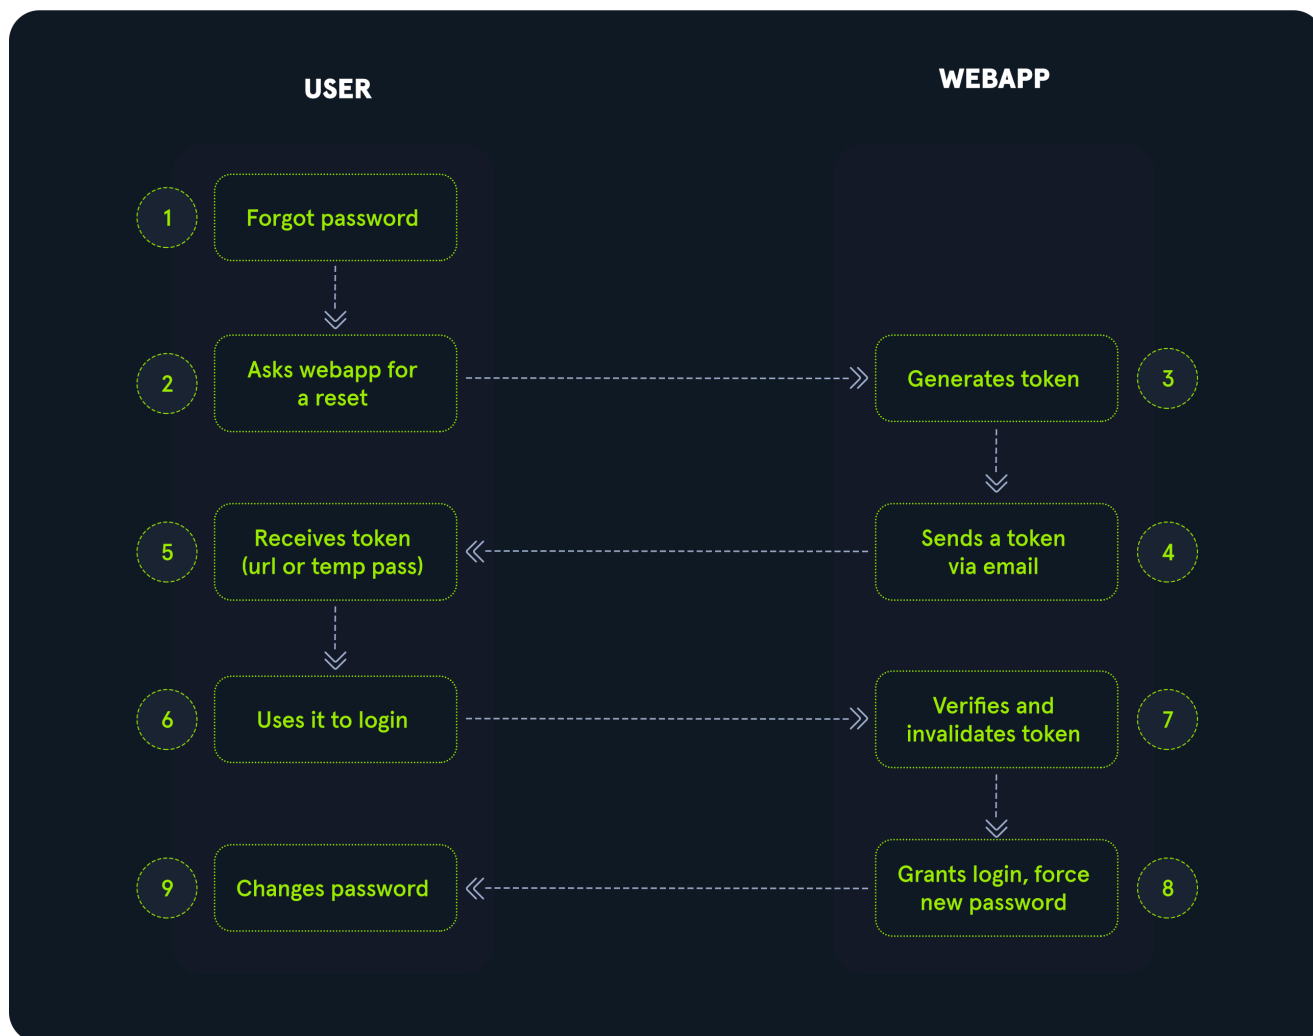 USER
WEBAPP
1
Forgot password
2
Asks webapp for
a reset
Generates token
3
5
Receives token
(url or temp pass)
Sends a token
via email
4
6
Uses it to login
Verifies and
invalidates token
7
9
Changes password
Grants login, force
new password
8